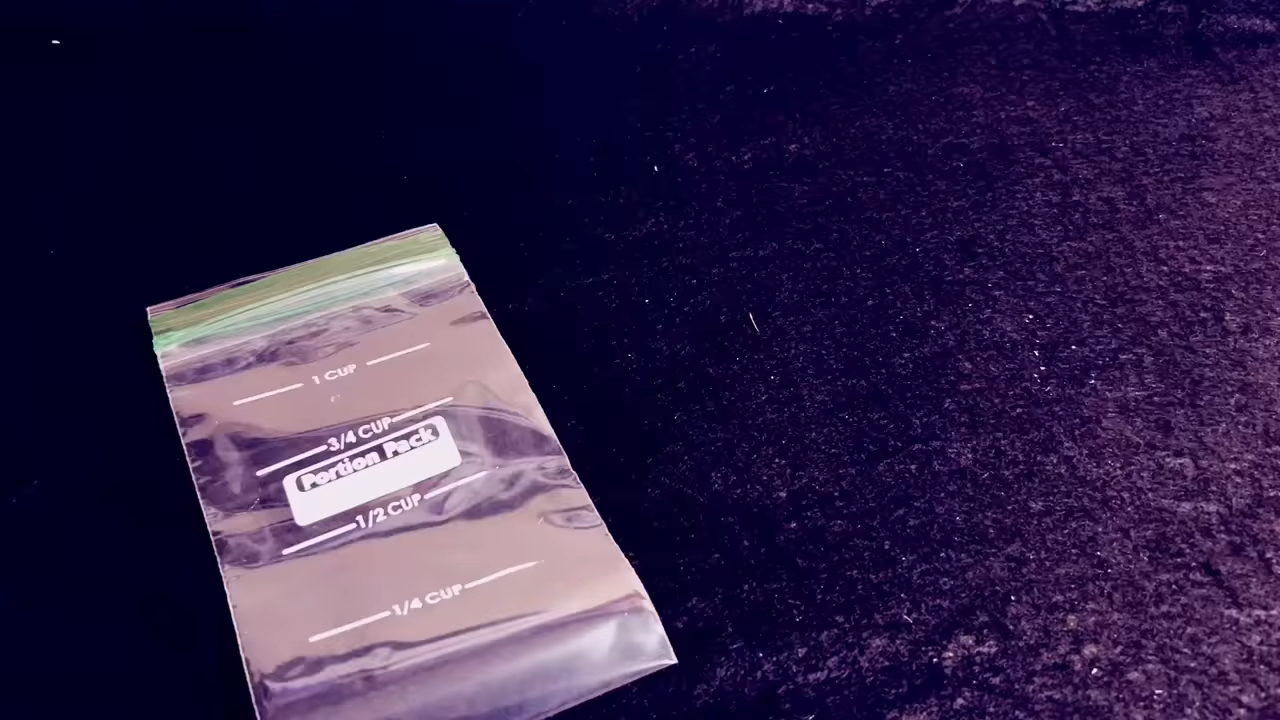 1 CUP
3/4 CUP
Portion Pack
1/2 CUP
1/4 CUP